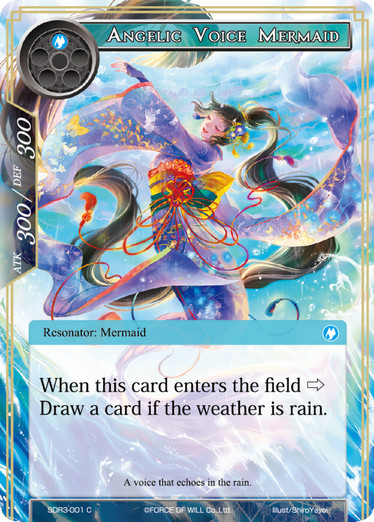 Angelic Voice Mermaid
ATK 300 / DEF 300
Resonator: Mermaid
When this card enters the field ⇨
Draw a card if the weather is rain.
A voice that echoes in the rain.
SDR3-001 C ©FORCE OF WILL Co.,Ltd. Illust/ShiroYayoi